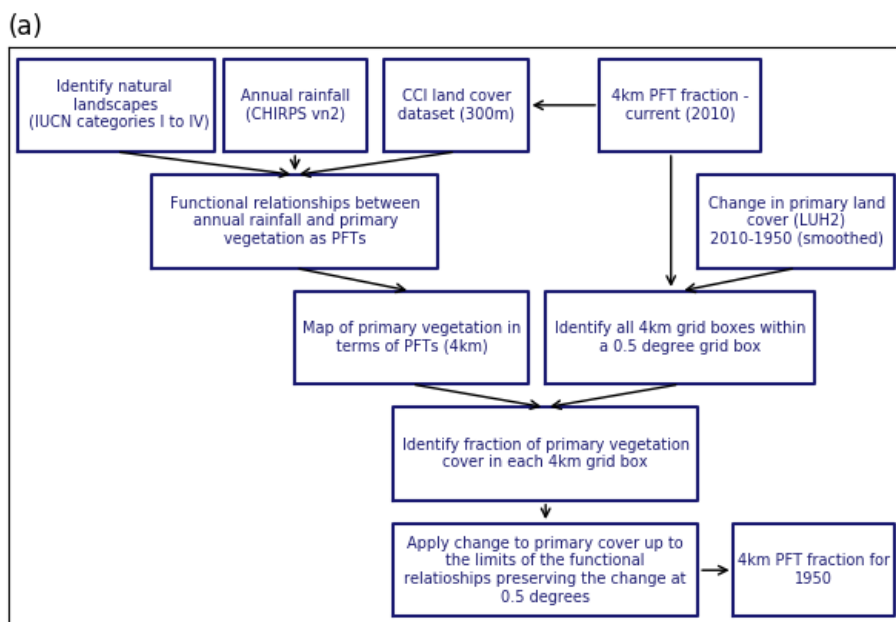 (a)
Identify natural
landscapes
(IUCN categories I to IV)
Annual rainfall
(CHIRPS vn2)
CCI land cover
dataset (300m)
4km PFT fraction -
current (2010)
Functional relationships between
annual rainfall and primary
vegetation as PFTs
Change in primary land
cover (LUH2)
2010-1950 (smoothed)
Map of primary vegetation in
terms of PFTs (4km)
Identify all 4km grid boxes within
a 0.5 degree grid box
Identify fraction of primary vegetation
cover in each 4km grid box
Apply change to primary cover up to
the limits of the functional
relatioships preserving the change at
0.5 degrees
4km PFT fraction for
1950